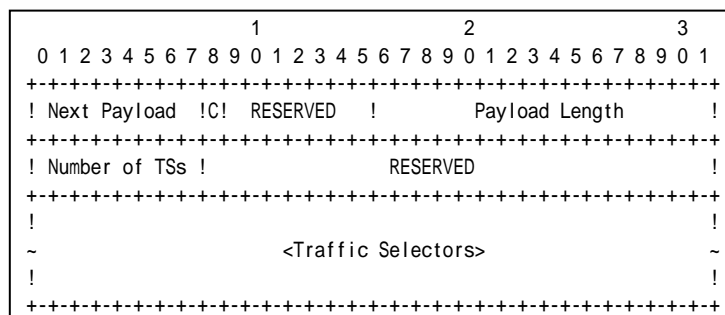 1                   2                   3
 0 1 2 3 4 5 6 7 8 9 0 1 2 3 4 5 6 7 8 9 0 1 2 3 4 5 6 7 8 9 0 1
+-+-+-+-+-+-+-+-+-+-+-+-+-+-+-+-+-+-+-+-+-+-+-+-+-+-+-+-+-+-+-+-+
! Next Payload  !C!  RESERVED   !         Payload Length        !
+-+-+-+-+-+-+-+-+-+-+-+-+-+-+-+-+-+-+-+-+-+-+-+-+-+-+-+-+-+-+-+-+
! Number of TSs !                 RESERVED                      !
+-+-+-+-+-+-+-+-+-+-+-+-+-+-+-+-+-+-+-+-+-+-+-+-+-+-+-+-+-+-+-+-+
!                                                               !
~                       <Traffic Selectors>                     ~
!                                                               !
+-+-+-+-+-+-+-+-+-+-+-+-+-+-+-+-+-+-+-+-+-+-+-+-+-+-+-+-+-+-+-+-+